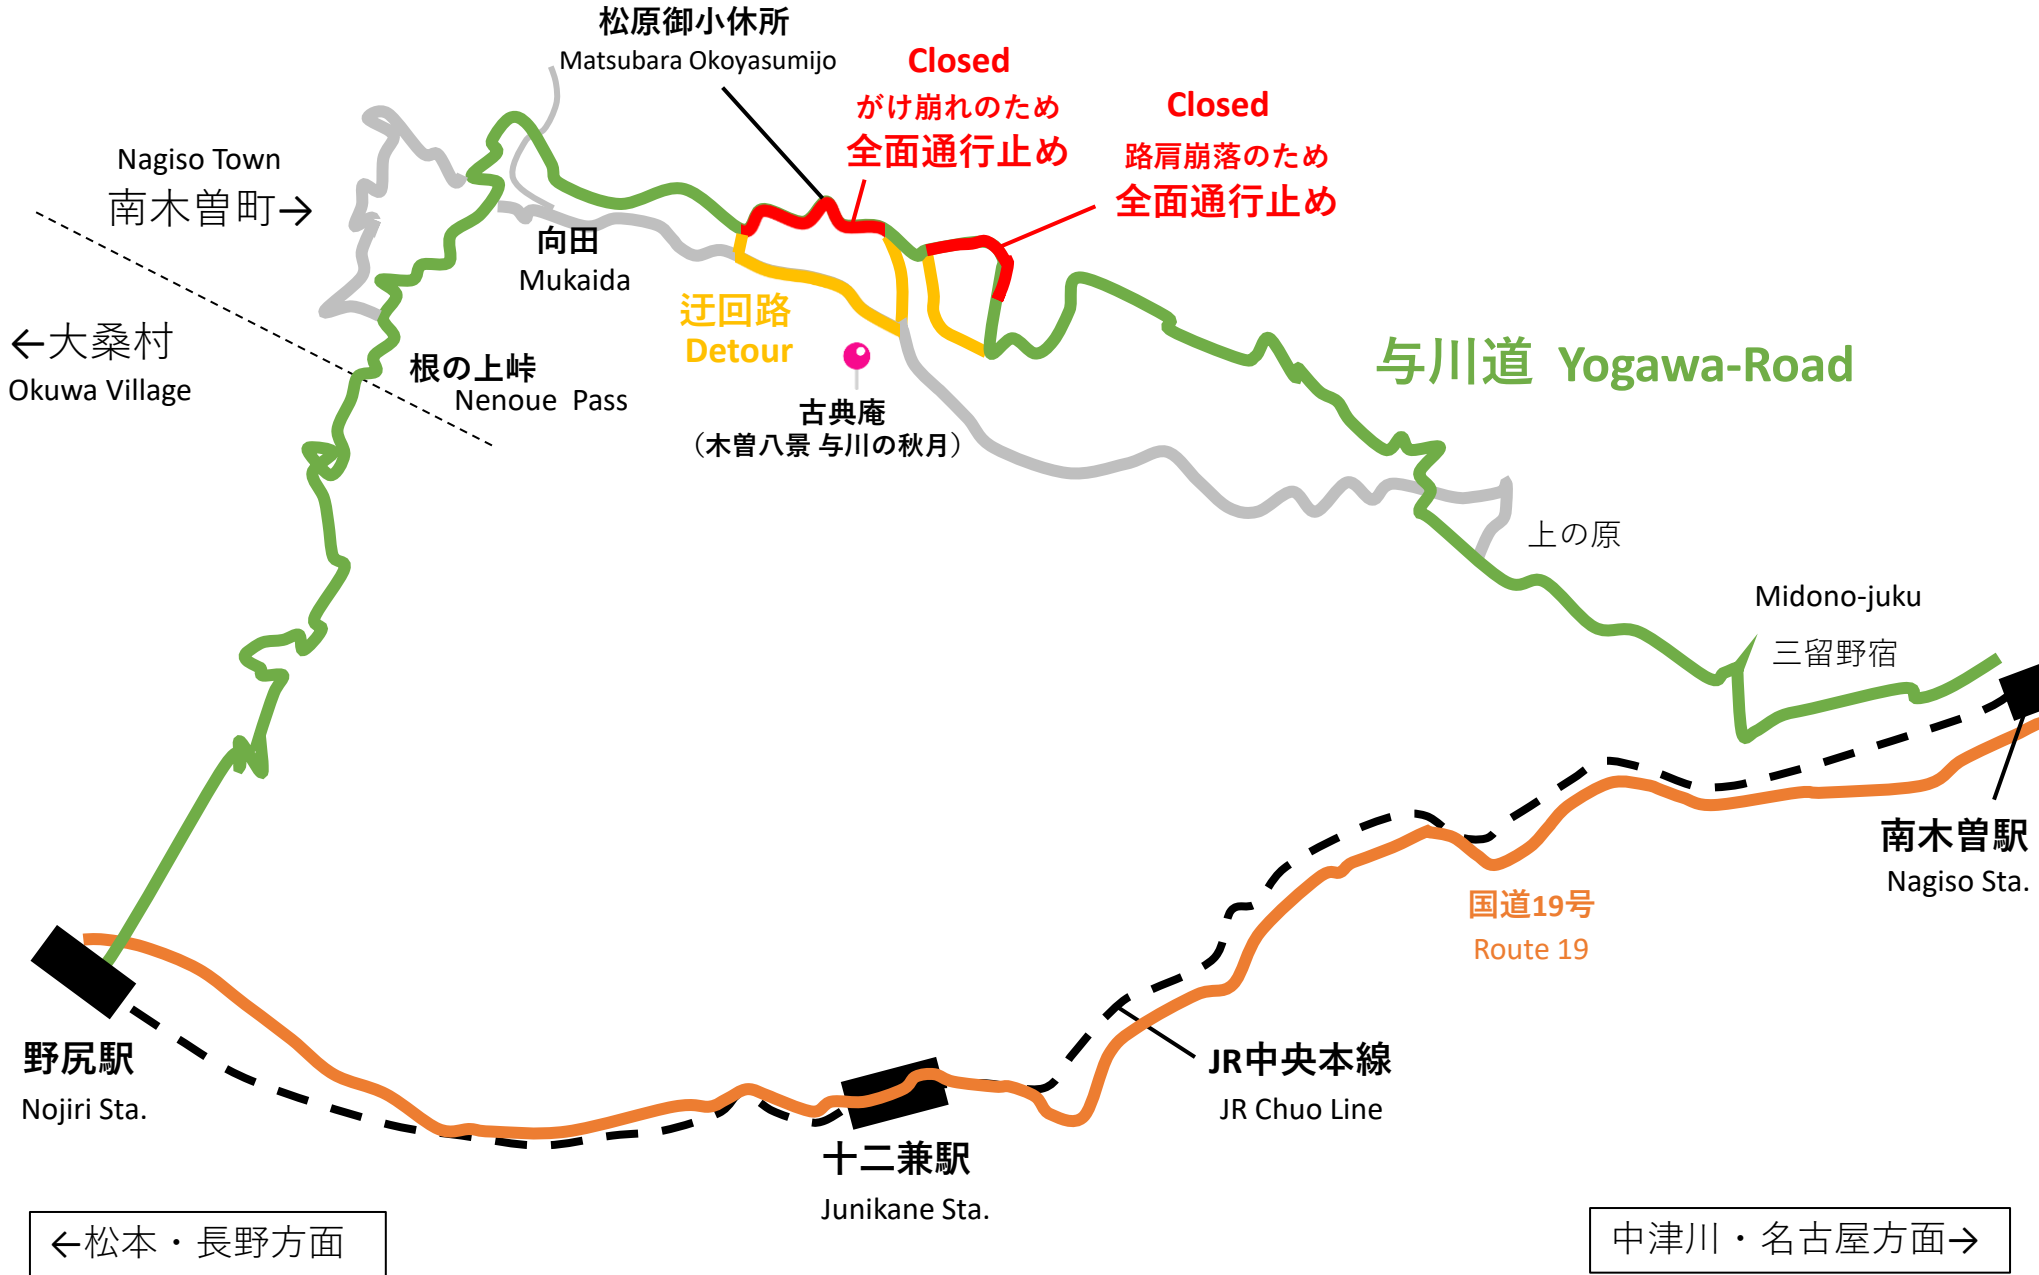 松原御小休所
Matsubara Okoyasumijo
Closed
がけ崩れのため
全面通行止め
Closed
路肩崩落のため
全面通行止め
Nagiso Town
南木曽町→
向田
Mukaida
迂回路
Detour
←大桑村
Okuwa Village
根の上峠
Nenoue Pass
古典庵
（木曽八景 与川の秋月）
与川道 Yogawa-Road
上の原
Midono-juku
三留野宿
南木曽駅
Nagiso Sta.
国道19号
Route 19
野尻駅
Nojiri Sta.
JR中央本線
JR Chuo Line
十二兼駅
Junikane Sta.
←松本・長野方面
中津川・名古屋方面→